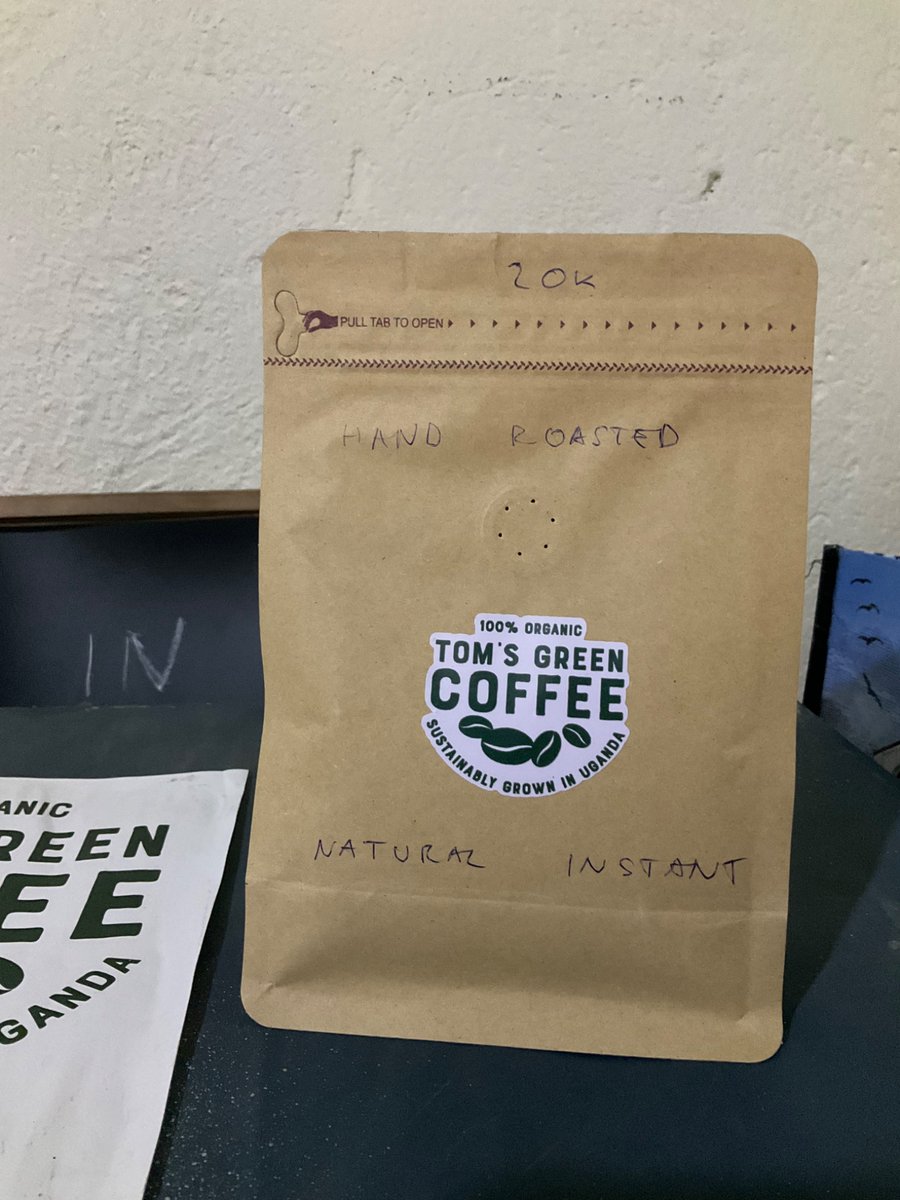 20K
PULL TAB TO OPEN
HAND ROASTED
100% ORGANIC
TOM'S GREEN
COFFEE
SUSTAINABLY GROWN IN UGANDA
NATURAL INSTANT
IN
ANIC
REEN
EE
GANDA